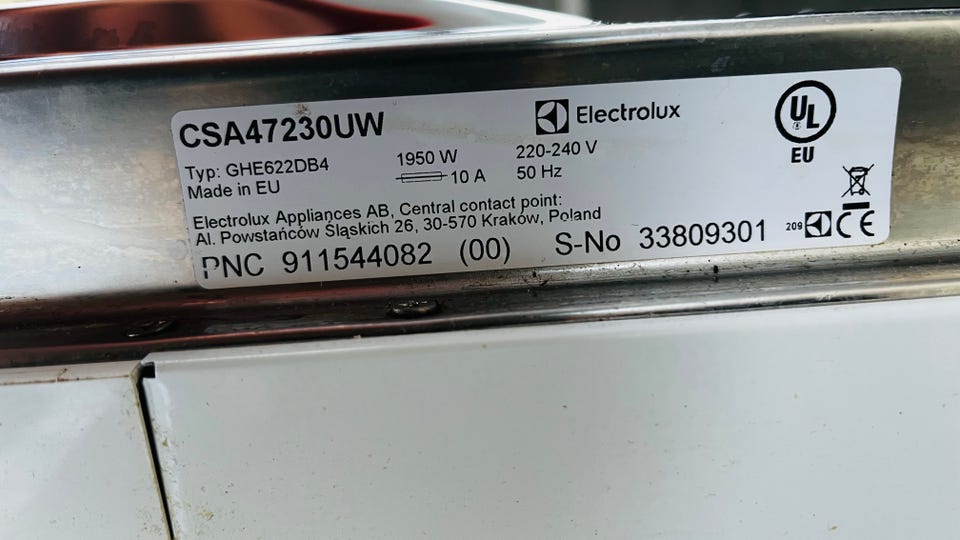 CSA47230UW
Electrolux
UL
EU
Typ: GHE622DB4
1950 W
220-240 V
Made in EU
10 A
50 Hz
Electrolux Appliances AB, Central contact point:
Al. Powstańców Śląskich 26, 30-570 Kraków, Poland
209
CE
PNC 911544082 (00) S-No 33809301